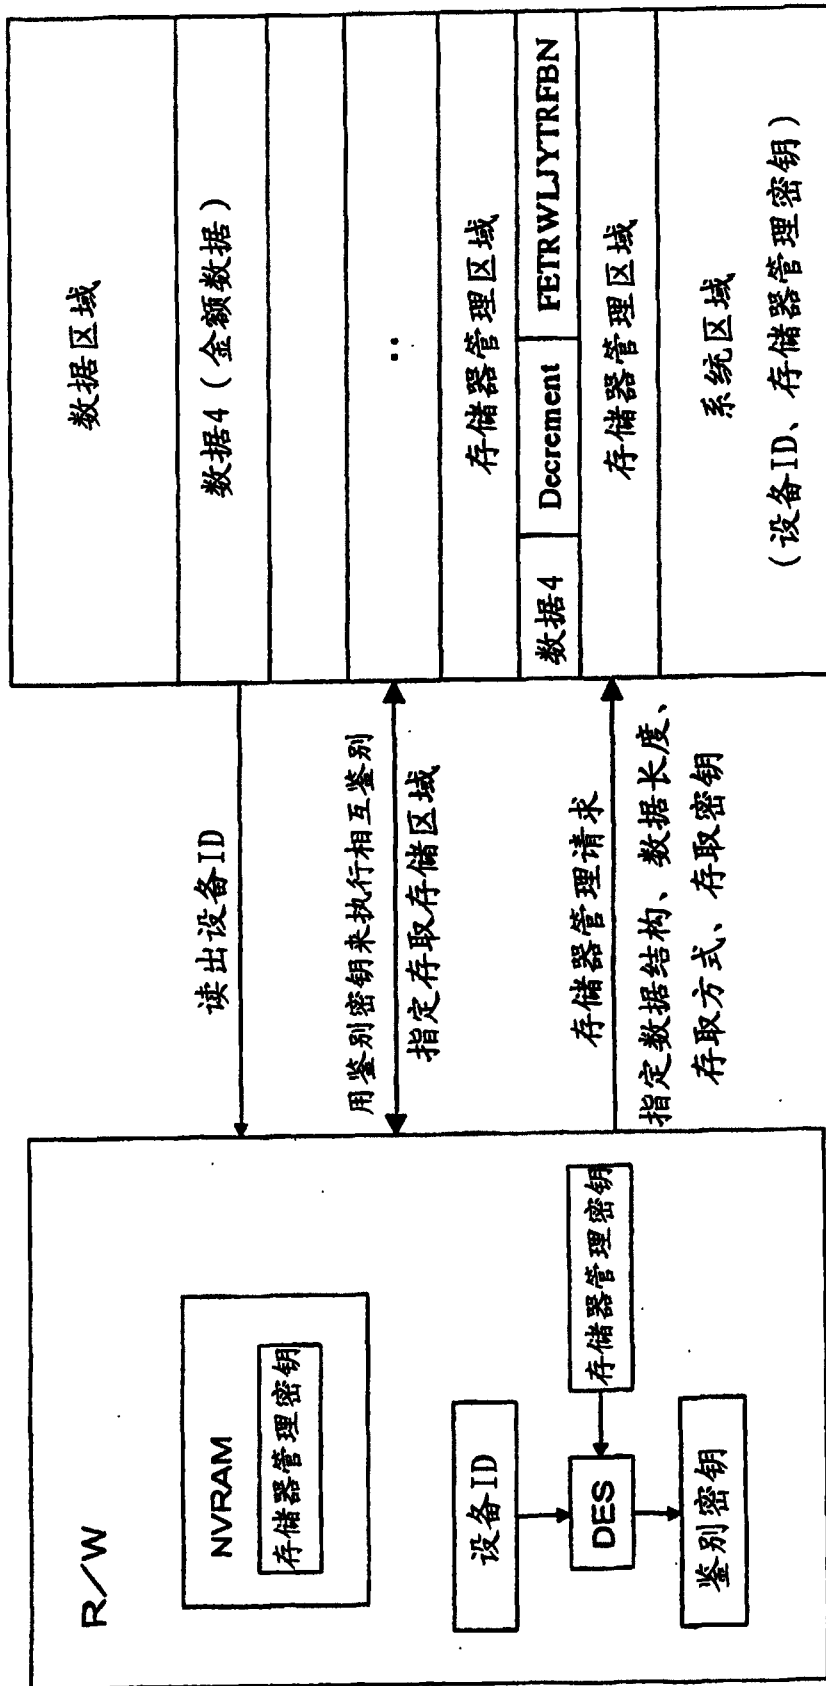 R/W
NVRAM
存储器管理密钥
设备ID
DES
存储器管理密钥
鉴别密钥
读出设备ID
用鉴别密钥来执行相互鉴别
指定存取存储区域
存储器管理请求
指定数据结构、数据长度、
存取方式、存取密钥
数据区域
数据4(金额数据)
..
存储器管理区域
数据4 Decrement FETRWLJYTRFBN
存储器管理区域
系统区域
(设备ID、存储器管理密钥)